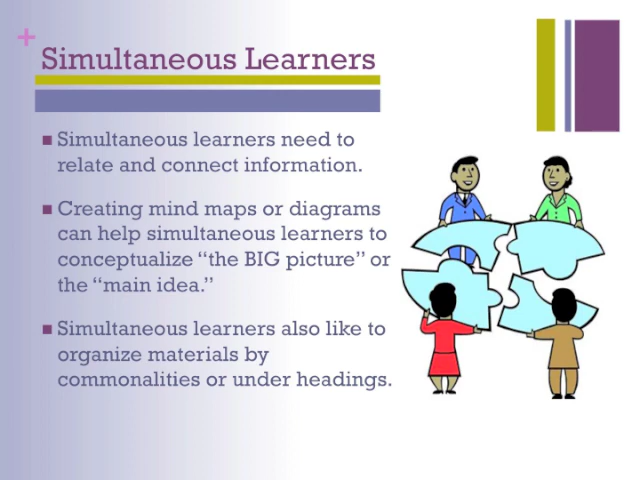 +
Simultaneous Learners
■ Simultaneous learners need to
relate and connect information.
■ Creating mind maps or diagrams
can help simultaneous learners to
conceptualize “the BIG picture” or
the “main idea.”
■ Simultaneous learners also like to
organize materials by
commonalities or under headings.